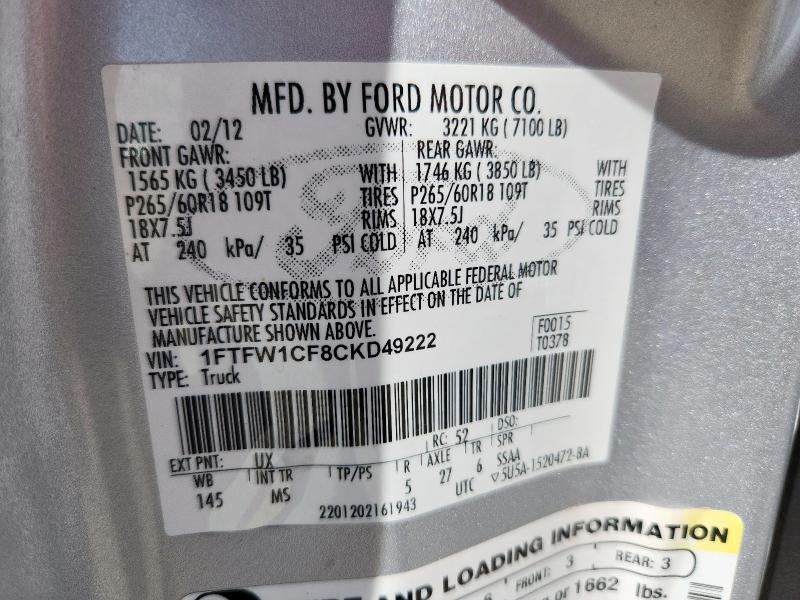 MFD. BY FORD MOTOR CO.
DATE: 02/12 GVWR: 3221 KG ( 7100 LB)
FRONT GAWR: REAR GAWR:
1565 KG ( 3450 LB) WITH 1746 KG ( 3850 LB) WITH
P265/60R18 109T TIRES P265/60R18 109T TIRES
18X7.5J RIMS 18X7.5J RIMS
AT 240 kPa/ 35 PSI COLD AT 240 kPa/ 35 PSI COLD
THIS VEHICLE CONFORMS TO ALL APPLICABLE FEDERAL MOTOR
VEHICLE SAFETY STANDARDS IN EFFECT ON THE DATE OF
MANUFACTURE SHOWN ABOVE.
F0015
T0378
VIN: 1FTFW1CF8CKD49222
TYPE: Truck
RC: 52 DSO:
EXT PNT: UX
WB INT TR TP/PS R AXLE TR SPR
145 MS 5 27 6 SSAA
UTC 5U5A-1520472-BA
2201202161943
AND LOADING INFORMATION
FRONT: 3 REAR: 3
or 1662 lbs.